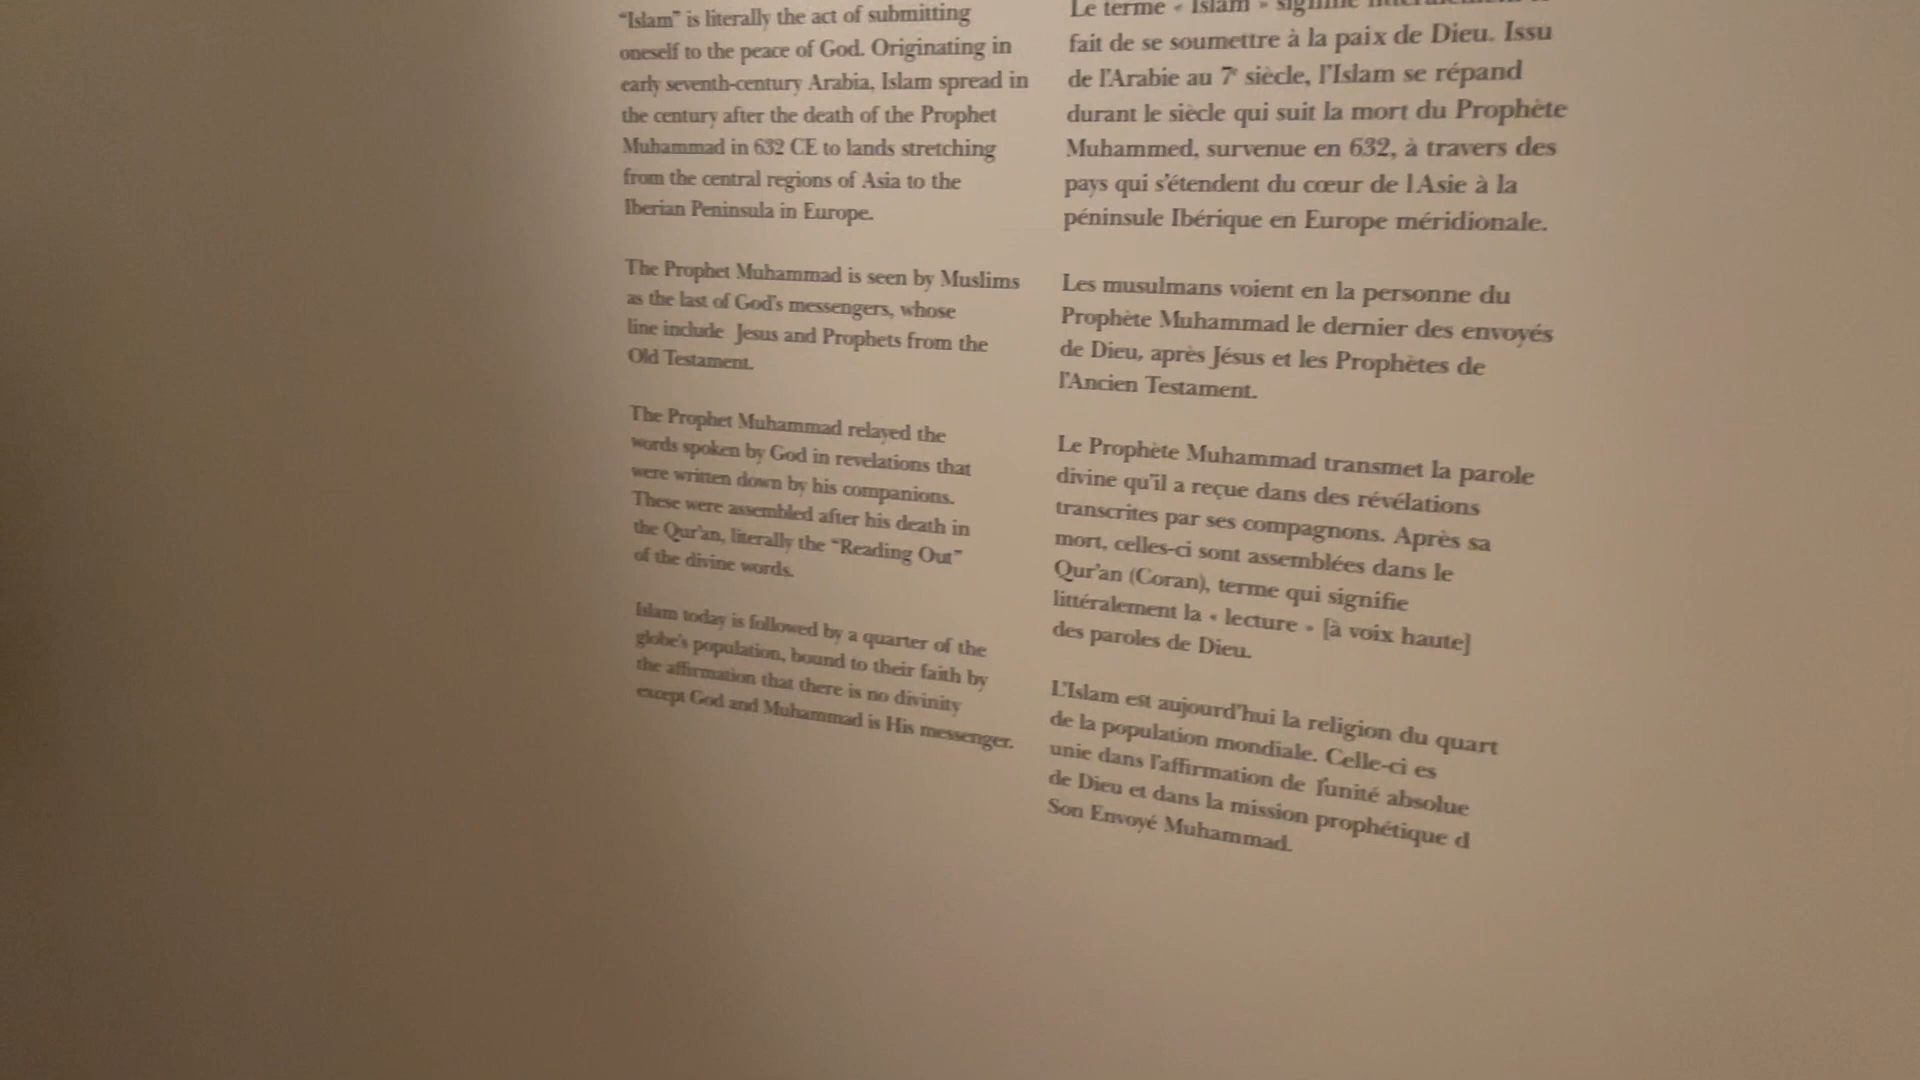 “Islam” is literally the act of submitting
oneself to the peace of God. Originating in
early seventh-century Arabia, Islam spread in
the century after the death of the Prophet
Muhammad in 632 CE to lands stretching
from the central regions of Asia to the
Iberian Peninsula in Europe.
The Prophet Muhammad is seen by Muslims
as the last of God's messengers, whose
line include Jesus and Prophets from the
Old Testament.
The Prophet Muhammad relayed the
words spoken by God in revelations that
were written down by his companions.
These were assembled after his death in
the Qur'an, literally the “Reading Out”
of the divine words.
Islam today is followed by a quarter of the
globe's population, bound to their faith by
the affirmation that there is no divinity
except God and Muhammad is His messenger.
Le terme « Islam » signifie
fait de se soumettre à la paix de Dieu. Issu
de l'Arabie au 7e siècle, l'Islam se répand
durant le siècle qui suit la mort du Prophète
Muhammed, survenue en 632, à travers des
pays qui s'étendent du cœur de l'Asie à la
péninsule Ibérique en Europe méridionale.
Les musulmans voient en la personne du
Prophète Muhammad le dernier des envoyés
de Dieu, après Jésus et les Prophètes de
l'Ancien Testament.
Le Prophète Muhammad transmet la parole
divine qu'il a reçue dans des révélations
transcrites par ses compagnons. Après sa
mort, celles-ci sont assemblées dans le
Qur'an (Coran), terme qui signifie
littéralement la « lecture » [à voix haute]
des paroles de Dieu.
L'Islam est aujourd'hui la religion du quart
de la population mondiale. Celle-ci es
unie dans l'affirmation de l'unité absolue
de Dieu et dans la mission prophétique d
Son Envoyé Muhammad.